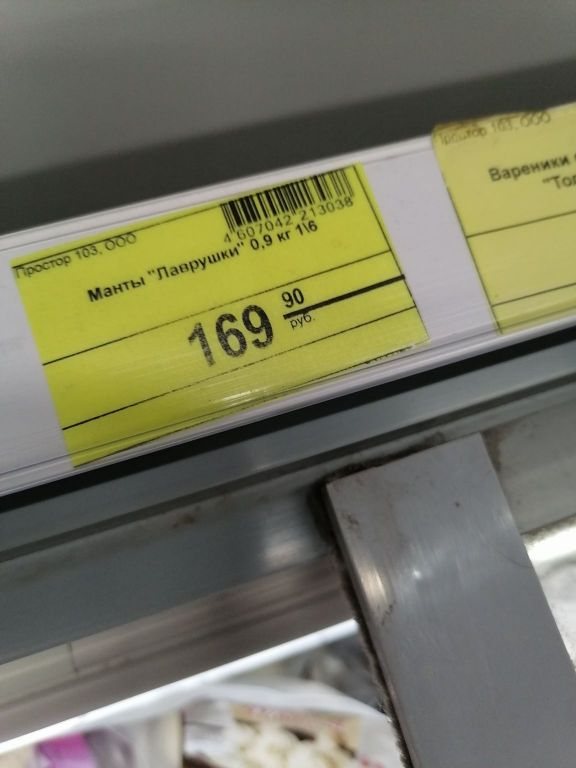 Простор 103, ООО
4 607042 213038
Манты "Лаврушки" 0,9 кг 1\6
169 90
руб.
Простор 103, ООО
Вареники
"То